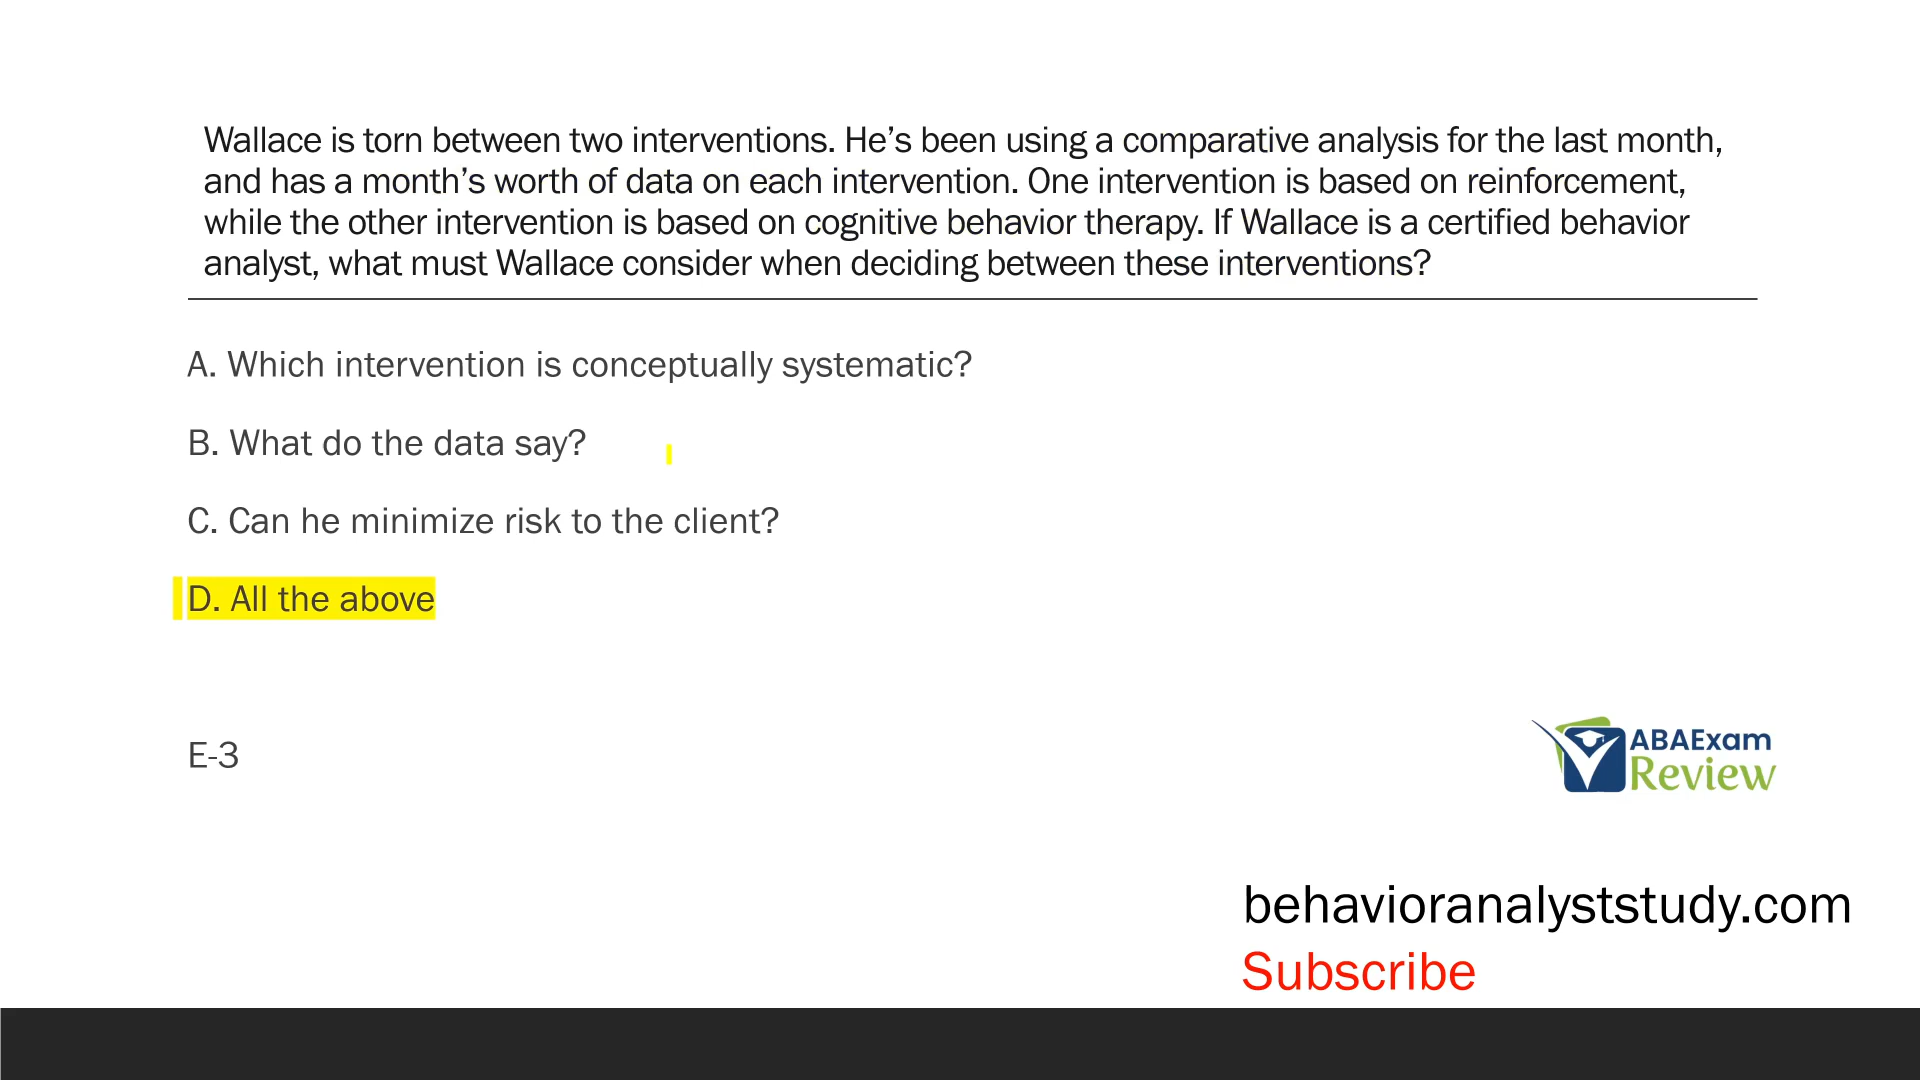 Wallace is torn between two interventions. He’s been using a comparative analysis for the last month,
and has a month’s worth of data on each intervention. One intervention is based on reinforcement,
while the other intervention is based on cognitive behavior therapy. If Wallace is a certified behavior
analyst, what must Wallace consider when deciding between these interventions?
A. Which intervention is conceptually systematic?
B. What do the data say?
C. Can he minimize risk to the client?
D. All the above
E-3
ABAExam
Review
behavioranalyststudy.com
Subscribe